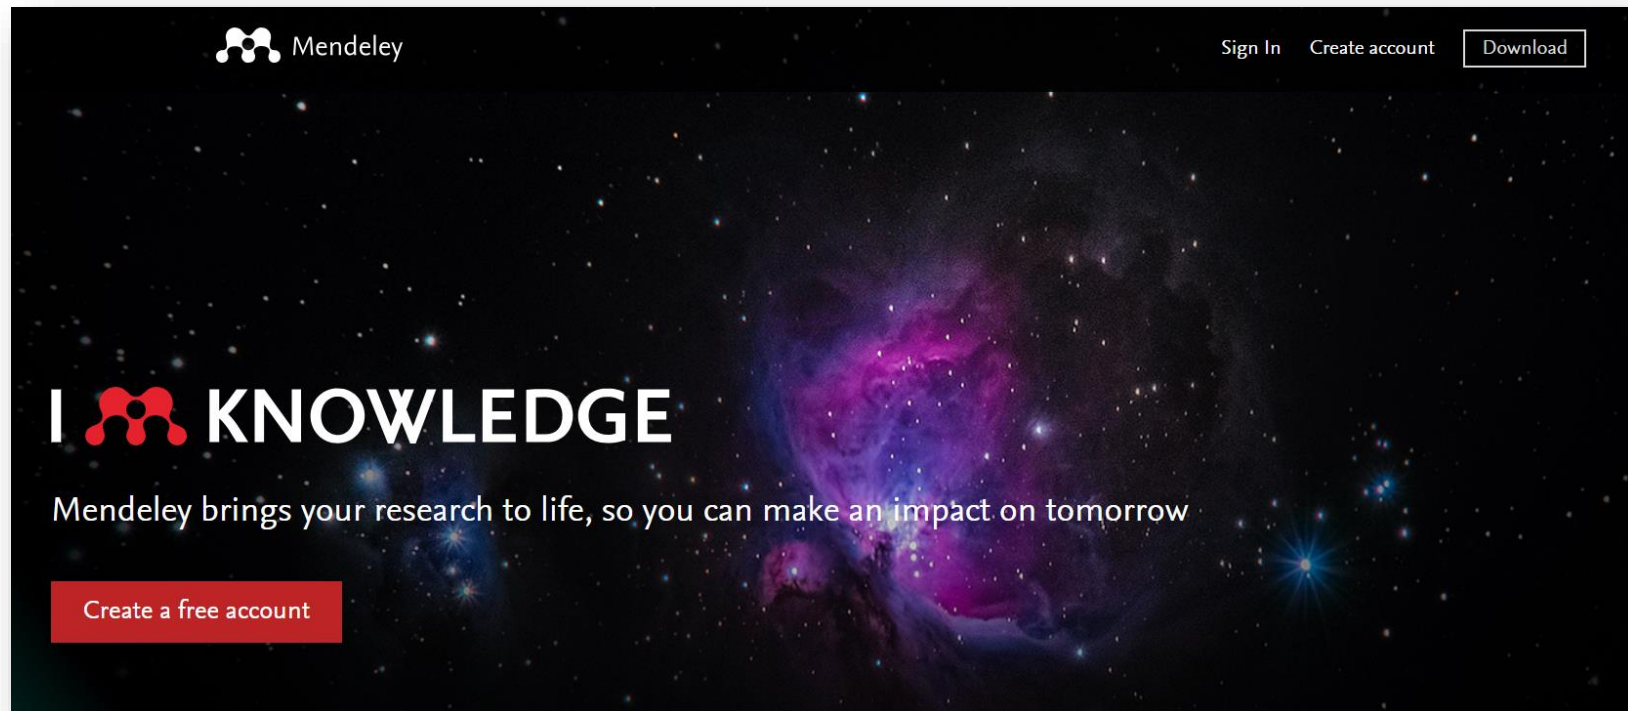 Mendeley
Sign In Create account Download
I KNOWLEDGE
Mendeley brings your research to life, so you can make an impact on tomorrow
Create a free account